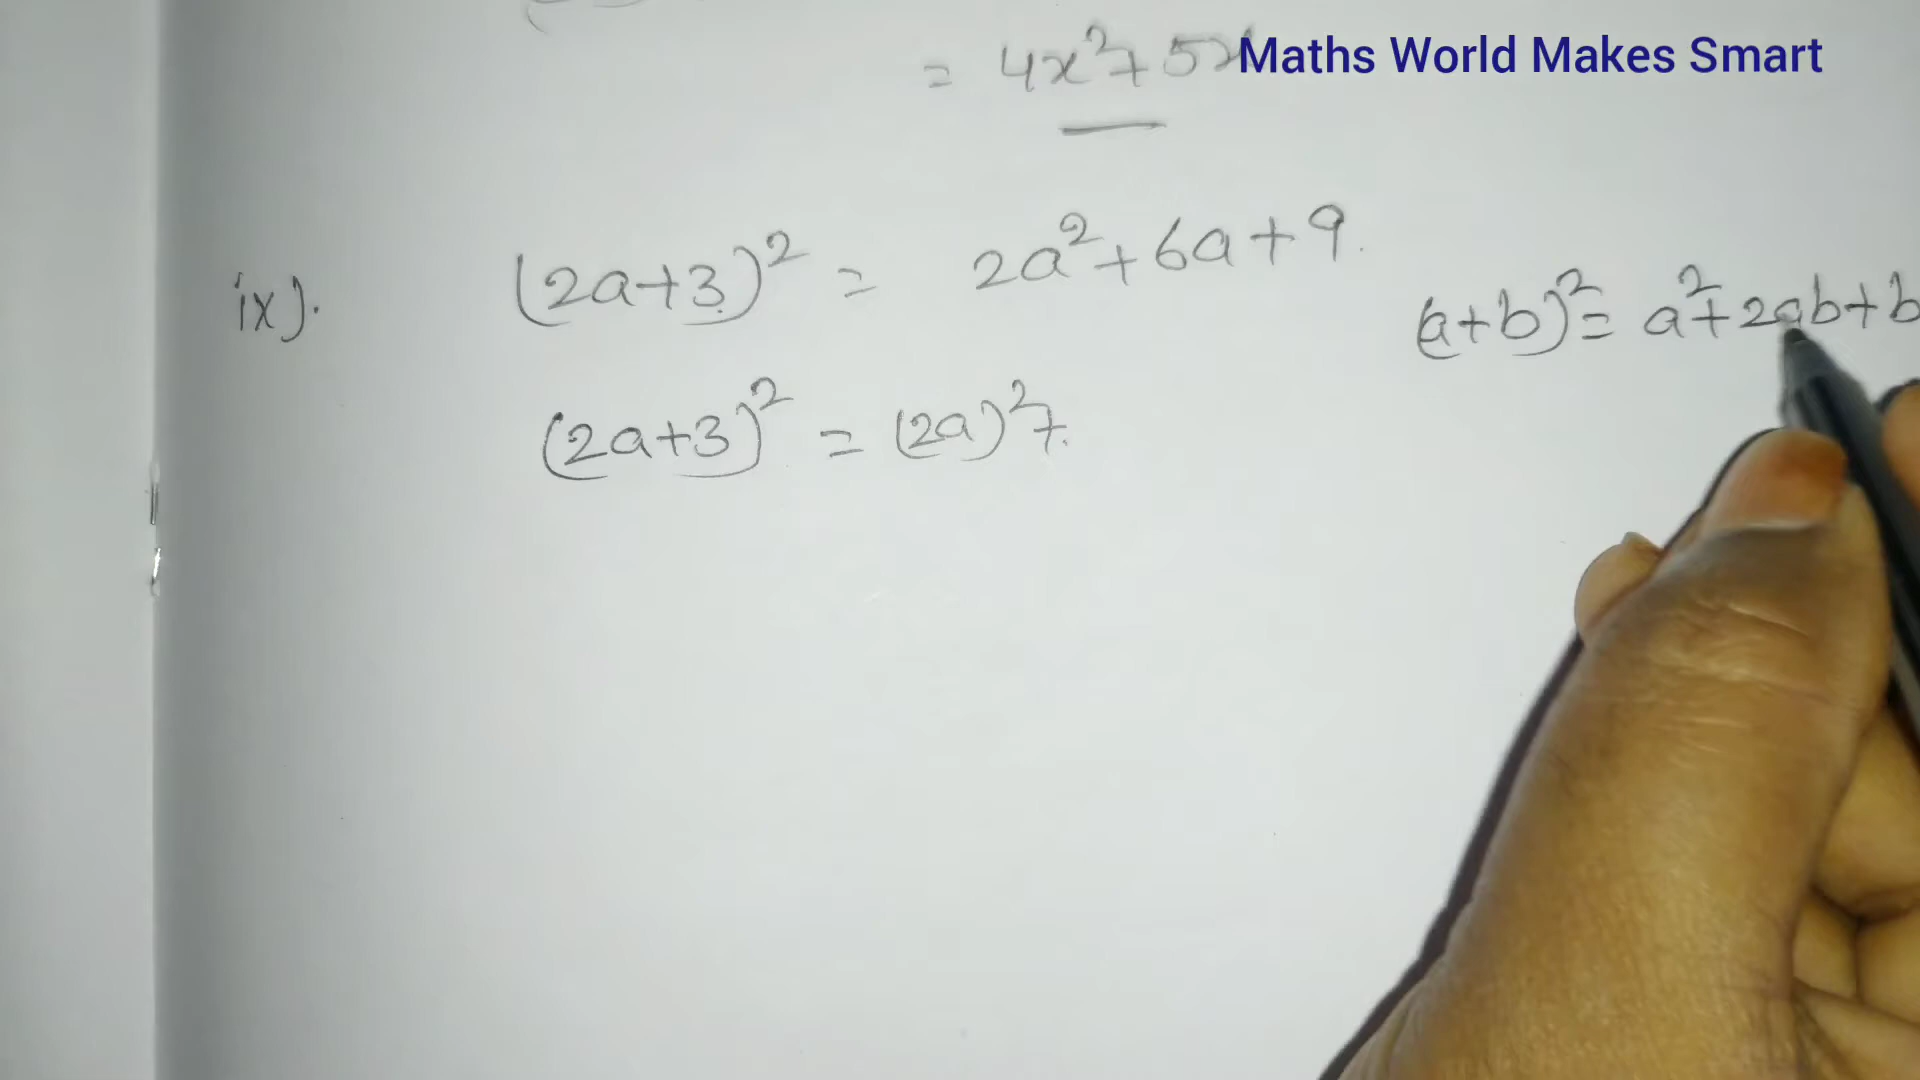 = 4x²+5x
Maths World Makes Smart
ix). (2a+3)² = 2a²+6a+9.
(a+b)² = a²+2ab+b
(2a+3)² = (2a)²+